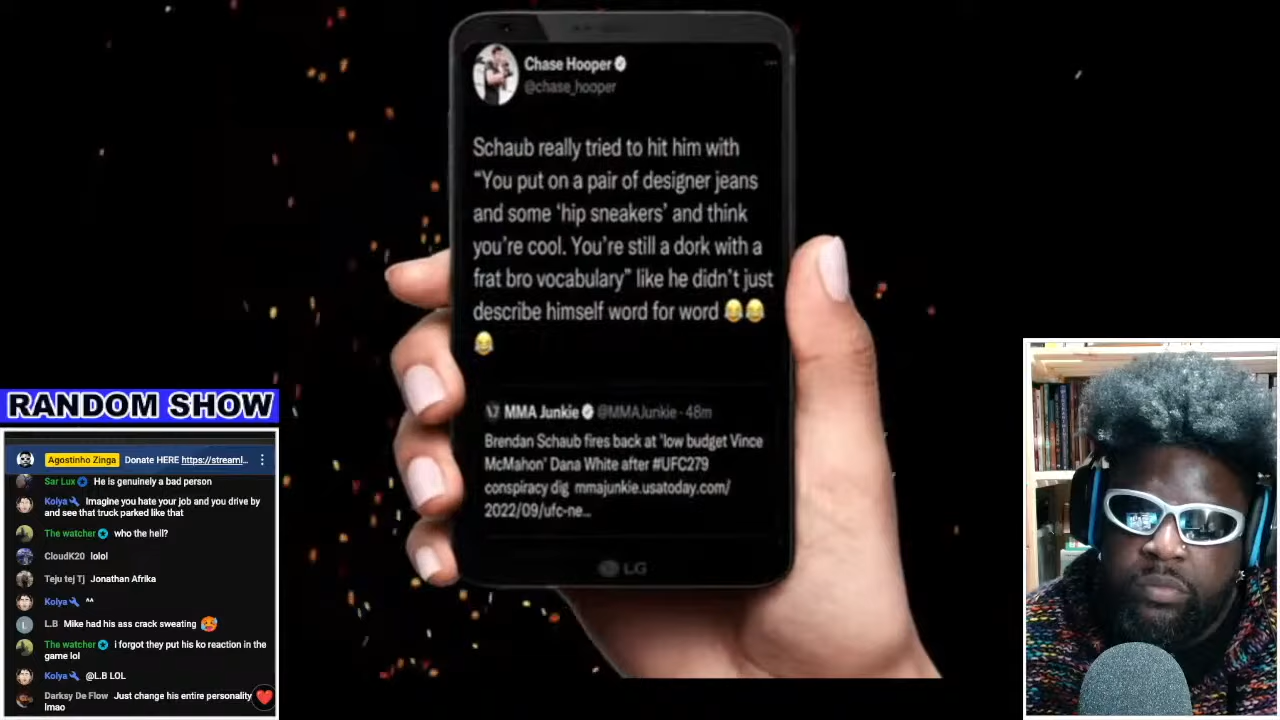 Chase Hooper
@chase_hooper
Schaub really tried to hit him with
“You put on a pair of designer jeans
and some ‘hip sneakers’ and think
you’re cool. You’re still a dork with a
frat bro vocabulary” like he didn’t just
describe himself word for word 😂😂
😂
MMA Junkie @MMAJunkie · 48m
Brendan Schaub fires back at 'low budget Vince
McMahon' Dana White after #UFC279
conspiracy dig mmajunkie.usatoday.com/
2022/09/ufc-ne...
LG
RANDOM SHOW
Agostinho Zinga Donate HERE https://streaml...
Sar Lux He is genuinely a bad person
Kolya Imagine you hate your job and you drive by
and see that truck parked like that
The watcher who the hell?
CloudK20 lolol
Teju tej Tj Jonathan Afrika
Kolya ^^
L L.B Mike had his ass crack sweating 🥵
The watcher i forgot they put his ko reaction in the
game lol
Kolya @L.B LOL
Darksy De Flow Just change his entire personality
lmao